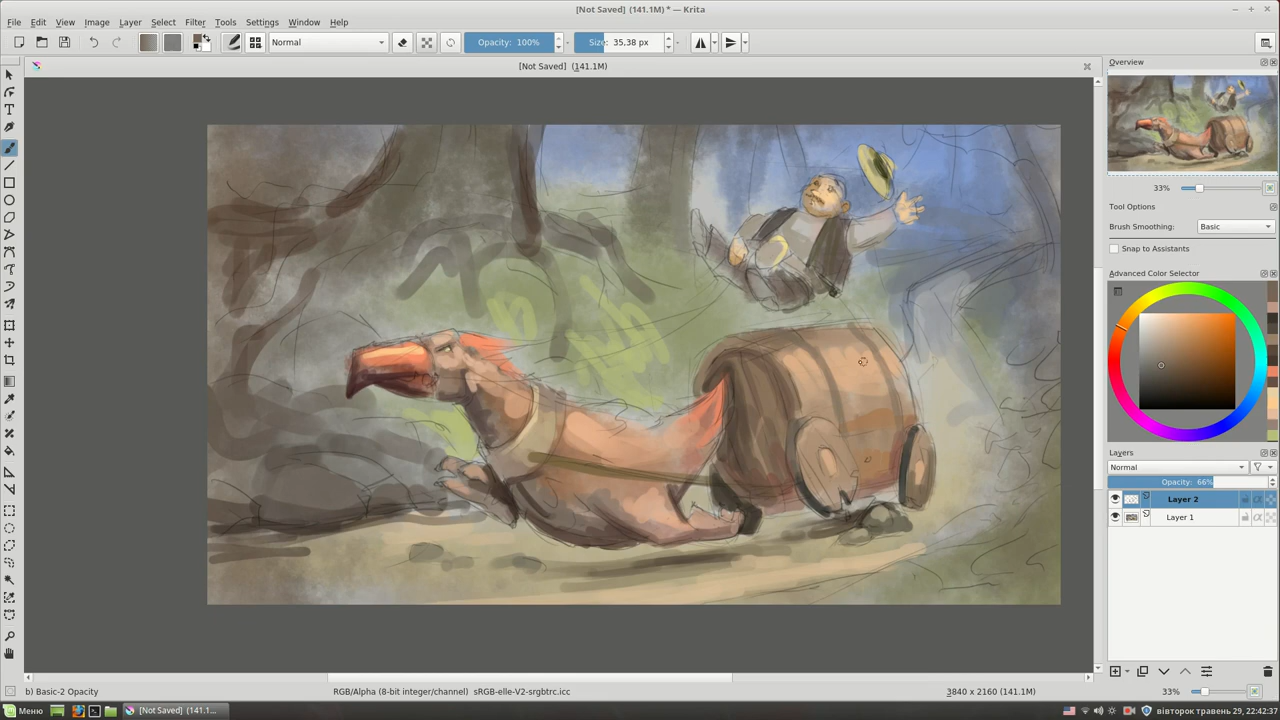 [Not Saved] (141.1M) * — Krita
File Edit View Image Layer Select Filter Tools Settings Window Help
Normal
Opacity: 100%
Size: 35.38 px
[Not Saved] (141.1M)
Overview
33%
Tool Options
Brush Smoothing: Basic
Snap to Assistants
Advanced Color Selector
Layers
Normal
Opacity: 66%
Layer 2
Layer 1
b) Basic-2 Opacity
RGB/Alpha (8-bit integer/channel) sRGB-elle-V2-srgbtrc.icc
3840 x 2160 (141.1M)
33%
Меню
[Not Saved] (141.1...
вівторок травень 29, 22:42:37